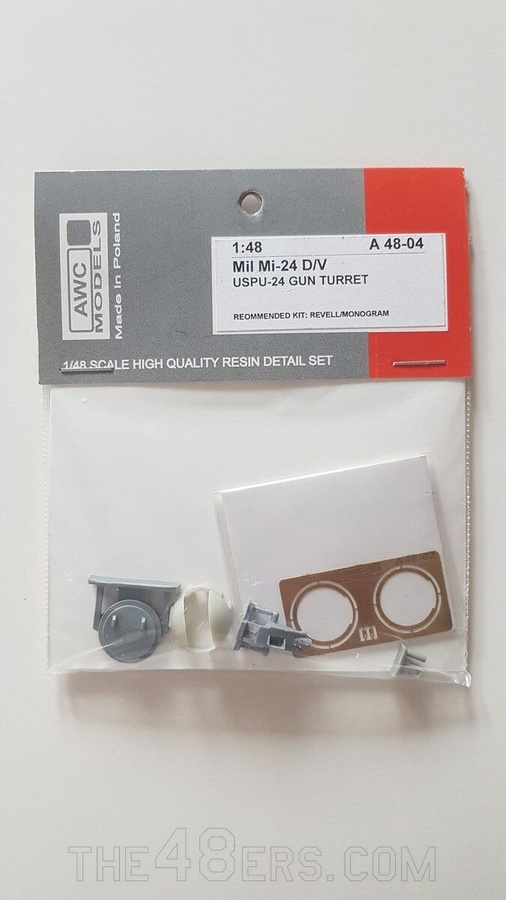 AWC
MODELS
Made In Poland
1:48 A 48-04
Mil Mi-24 D/V
USPU-24 GUN TURRET
REOMMENDED KIT: REVELL/MONOGRAM
1/48 SCALE HIGH QUALITY RESIN DETAIL SET
THE48ERS.COM